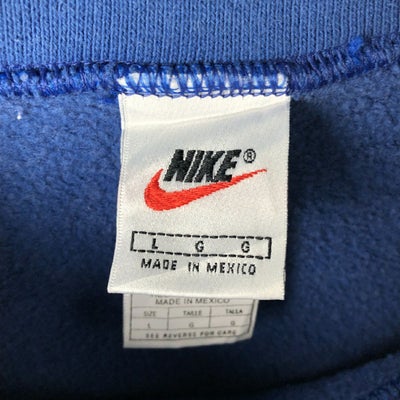 NIKE®
L G G
MADE IN MEXICO
MADE IN MEXICO
SIZE TAILLE TALLA
L G G
SEE REVERSE FOR CARE